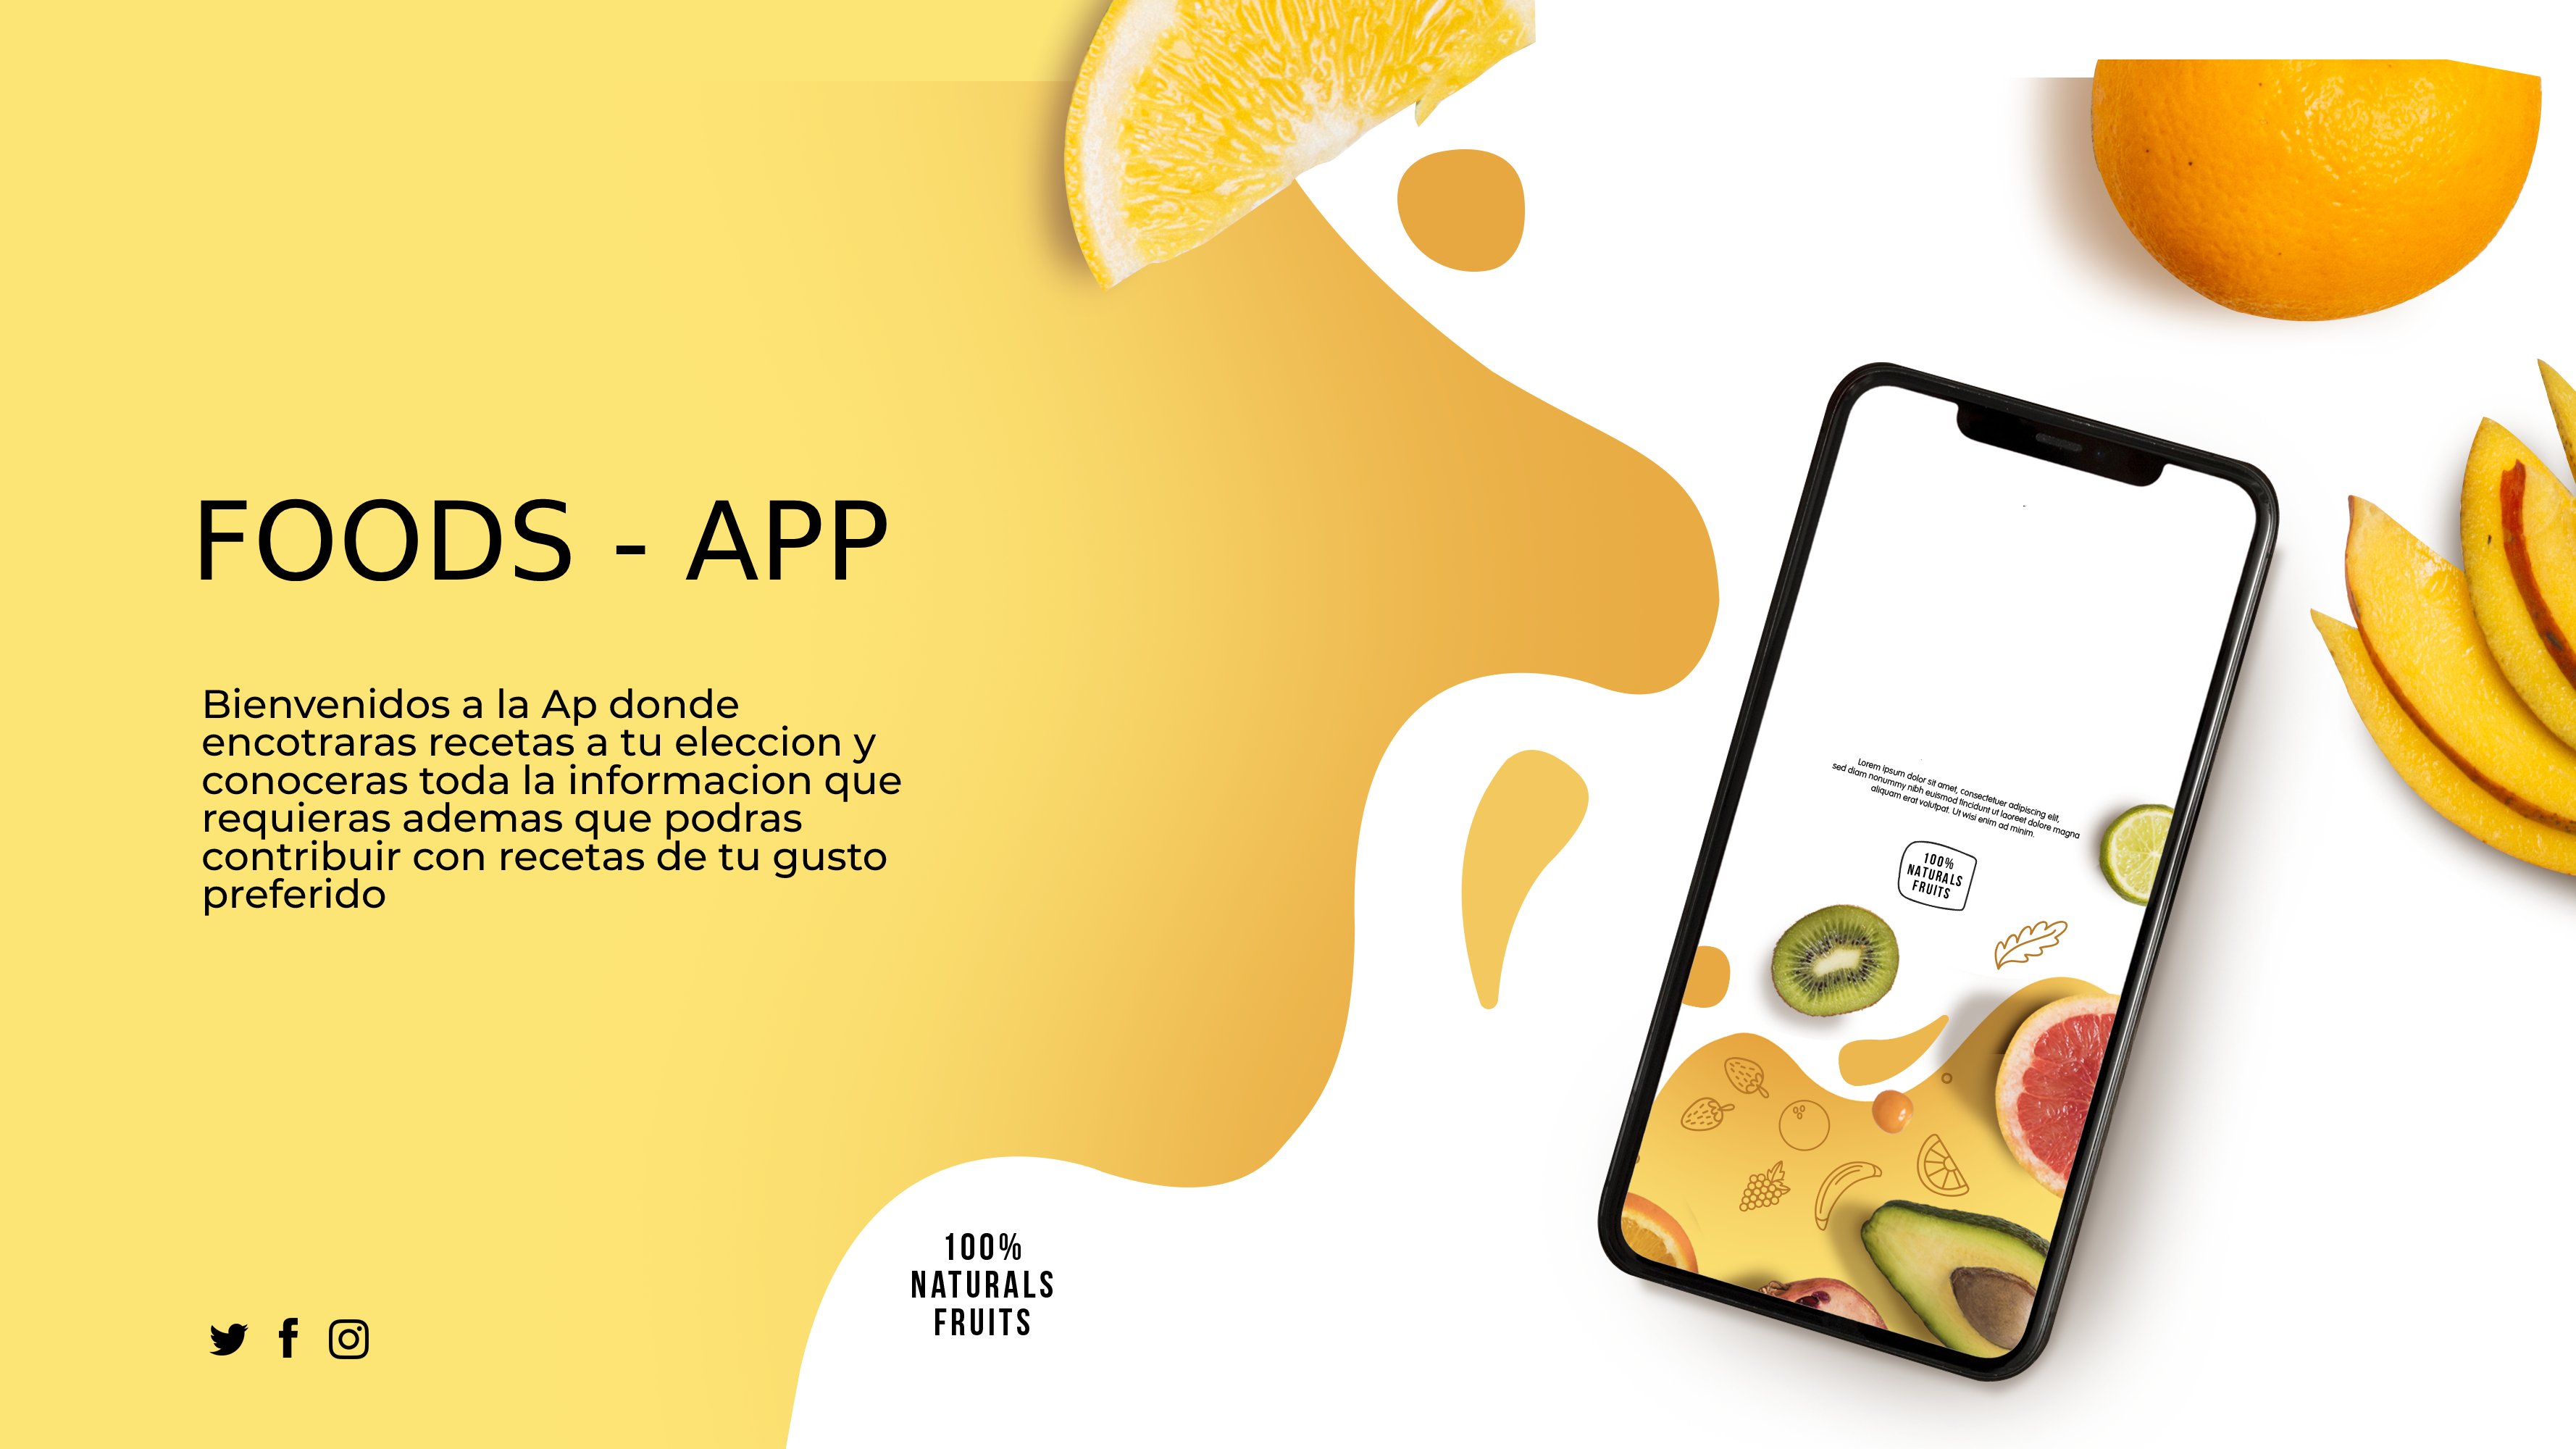 FOODS - APP
Bienvenidos a la Ap donde
encotraras recetas a tu eleccion y
conoceras toda la informacion que
requieras ademas que podras
contribuir con recetas de tu gusto
preferido
100%
NATURALS
FRUITS
Lorem ipsum dolor sit amet, consectetuer adipiscing elit,
sed diam nonummy nibh euismod tincidunt ut laoreet dolore magna
aliquam erat volutpat. Ut wisi enim ad minim.
100%
NATURALS
FRUITS